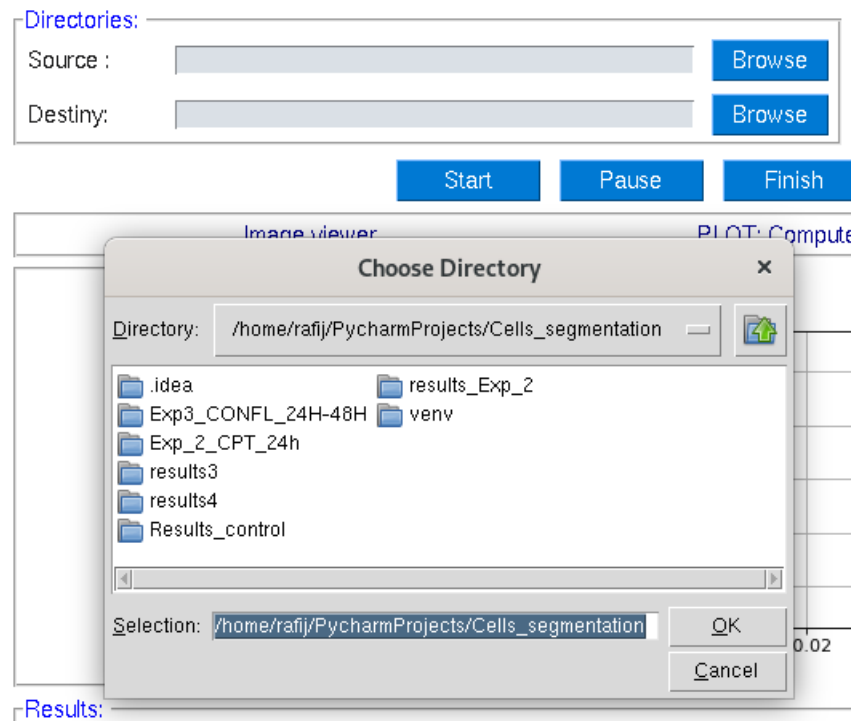 Directories:
Source :
Browse
Destiny:
Browse
Start Pause Finish
Image viewer PLOT: Compute
Choose Directory ×
Directory: /home/rafij/PycharmProjects/Cells_segmentation
.idea results_Exp_2
Exp3_CONFL_24H-48H venv
Exp_2_CPT_24h
results3
results4
Results_control
Selection: /home/rafij/PycharmProjects/Cells_segmentation OK
0.02
Cancel
Results: